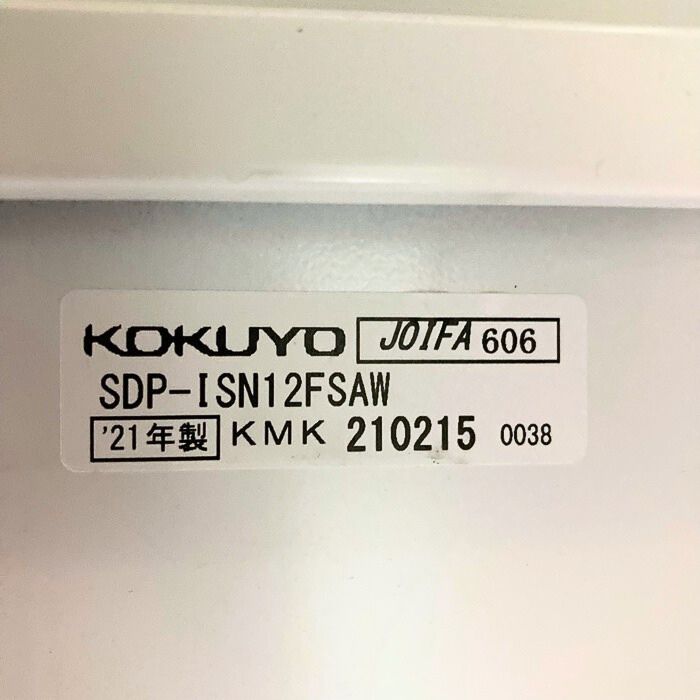 KOKUYO JOIFA 606
SDP-ISN12FSAW
'21年製 KMK 210215 0038